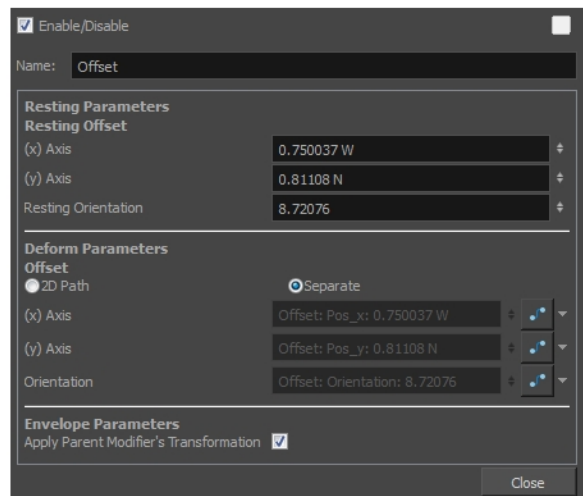 Enable/Disable
Name: Offset
Resting Parameters
Resting Offset
(x) Axis 0.750037 W
(y) Axis 0.81108 N
Resting Orientation 8.72076
Deform Parameters
Offset
2D Path Separate
(x) Axis Offset: Pos_x: 0.750037 W
(y) Axis Offset: Pos_y: 0.81108 N
Orientation Offset: Orientation: 8.72076
Envelope Parameters
Apply Parent Modifier's Transformation
Close